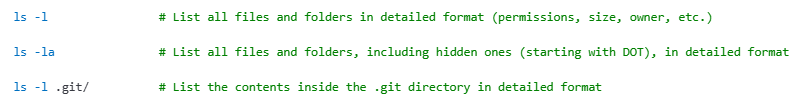 ls -l                # List all files and folders in detailed format (permissions, size, owner, etc.)
ls -la               # List all files and folders, including hidden ones (starting with DOT), in detailed format
ls -l .git/          # List the contents inside the .git directory in detailed format